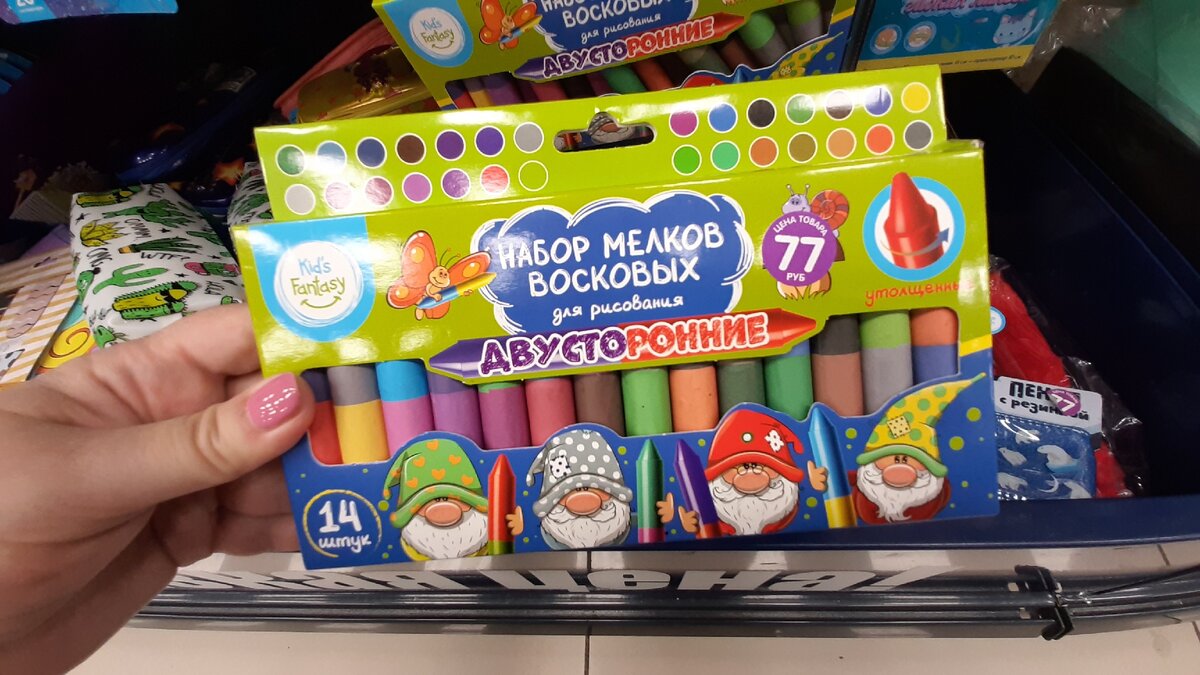 Kid's
Fantasy
ВОСКОВЫХ
для рисования
ДВУСТОРОННИЕ
Kid's
Fantasy
НАБОР МЕЛКОВ
ВОСКОВЫХ
для рисования
ДВУСТОРОННИЕ
ЦЕНА ТОВАРА
77
РУБ
утолщенные
14
штук
с резинкой
цена!